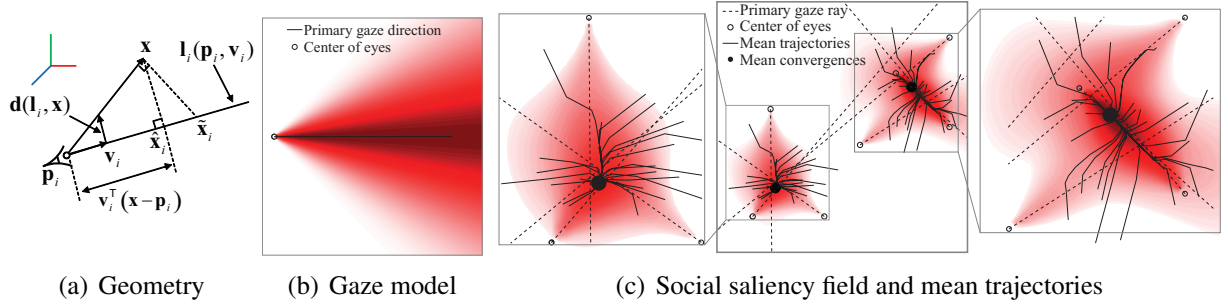 x
l_i(p_i, v_i)
d(l_i, x)
x̂_i
x̃_i
v_i
p_i
v_i^T(x−p_i)
Primary gaze direction
Center of eyes
Primary gaze ray
Center of eyes
Mean trajectories
Mean convergences
(a) Geometry
(b) Gaze model
(c) Social saliency field and mean trajectories